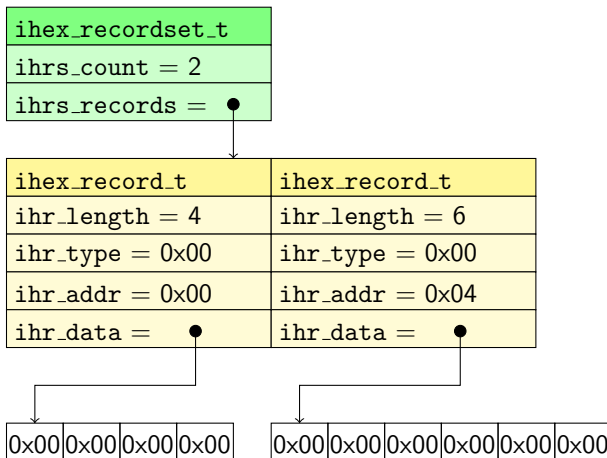 ihex_recordset_t
ihrs_count = 2
ihrs_records =
ihex_record_t ihex_record_t
ihr_length = 4 ihr_length = 6
ihr_type = 0x00 ihr_type = 0x00
ihr_addr = 0x00 ihr_addr = 0x04
ihr_data = ihr_data =
0x00 0x00 0x00 0x00 0x00 0x00 0x00 0x00 0x00 0x00